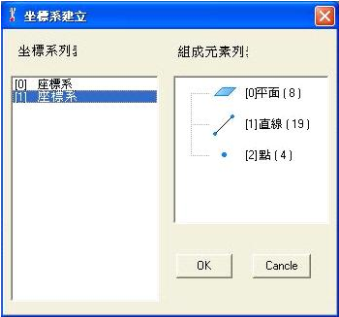 坐標系建立
坐標系列
組成元素列
[0] 座標系
[1] 座標系
[0]平面 ( 8 )
[1]直線 ( 19 )
[2]點 ( 4 )
OK
Cancle